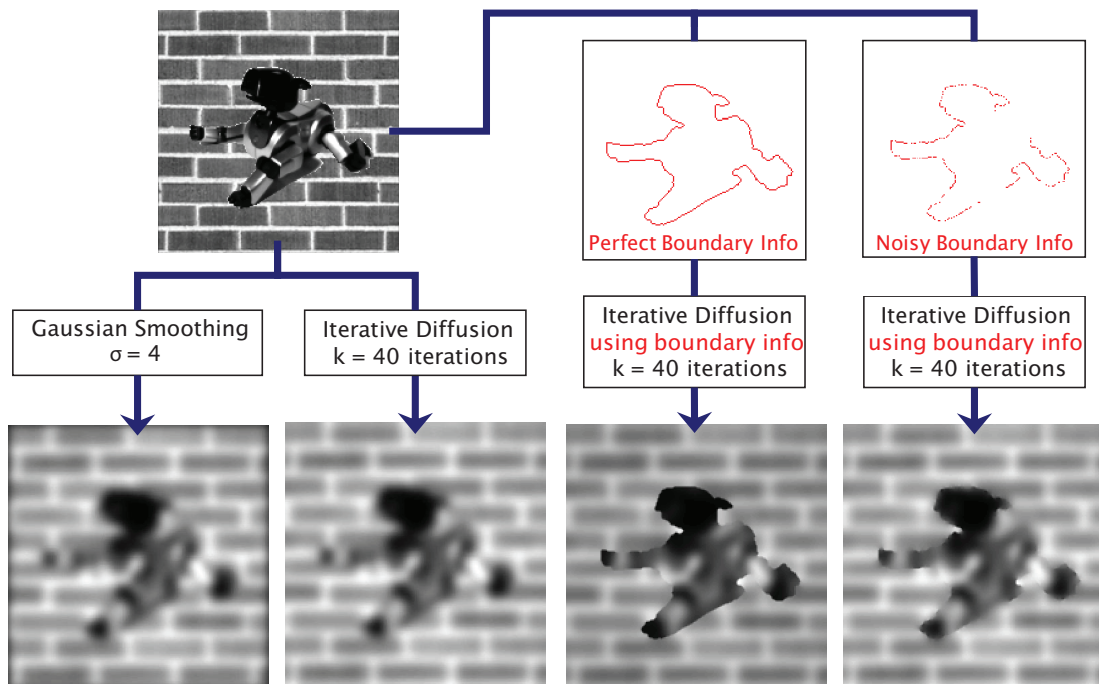 Perfect Boundary Info
Noisy Boundary Info
Gaussian Smoothing
σ = 4
Iterative Diffusion
k = 40 iterations
Iterative Diffusion
using boundary info
k = 40 iterations
Iterative Diffusion
using boundary info
k = 40 iterations